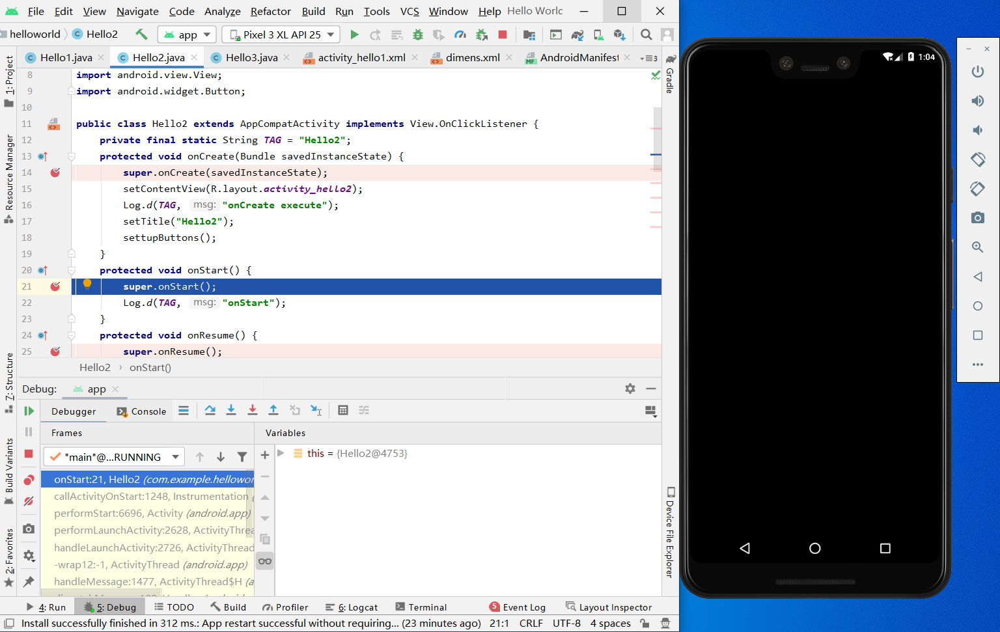 File Edit View Navigate Code Analyze Refactor Build Run Tools VCS Window Help Hello Worlc
helloworld Hello2 app Pixel 3 XL API 25
Hello1.java Hello2.java Hello3.java activity_hello1.xml dimens.xml AndroidManifest 3
1: Project
Resource Manager
7: Structure
Build Variants
2: Favorites
8 import android.view.View;
9 import android.widget.Button;
10
11 public class Hello2 extends AppCompatActivity implements View.OnClickListener {
12 private final static String TAG = "Hello2";
13 protected void onCreate(Bundle savedInstanceState) {
14 super.onCreate(savedInstanceState);
15 setContentView(R.layout.activity_hello2);
16 Log.d(TAG, msg: "onCreate execute");
17 setTitle("Hello2");
18 settupButtons();
19 }
20 protected void onStart() {
21 super.onStart();
22 Log.d(TAG, msg: "onStart");
23 }
24 protected void onResume() {
25 super.onResume();
Hello2 › onStart()
Debug: app
Debugger Console
Frames Variables
"main"@...RUNNING
this = {Hello2@4753}
onStart:21, Hello2 (com.example.hellowor
callActivityOnStart:1248, Instrumentation
performStart:6696, Activity (android.app)
performLaunchActivity:2628, ActivityThrea
handleLaunchActivity:2726, ActivityThread
-wrap12:-1, ActivityThread (android.app)
handleMessage:1477, ActivityThread$H (a
4: Run 5: Debug TODO Build Profiler 6: Logcat Terminal 5 Event Log Layout Inspector
Install successfully finished in 312 ms.: App restart successful without requiring... (23 minutes ago) 21:1 CRLF UTF-8 4 spaces
Gradle
Device File Explorer
MF
1:04